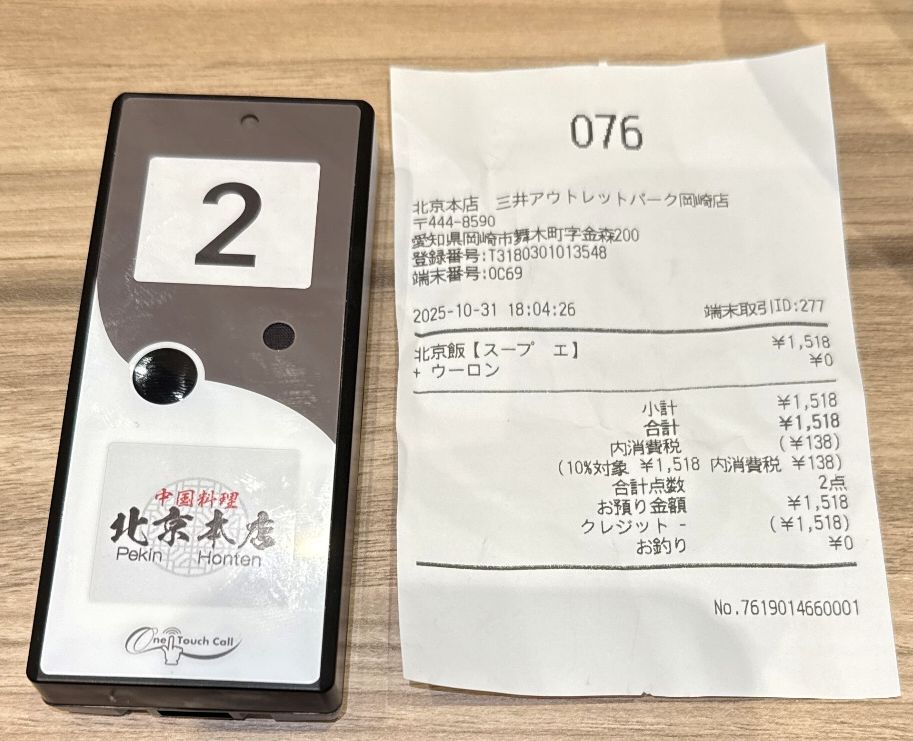 2
中国料理
北京本店
Pekin Honten
One Touch Call
076
北京本店 三井アウトレットパーク岡崎店
〒444-8590
愛知県岡崎市舞木町字金森200
登録番号:T3180301013548
端末番号:0C69
2025-10-31 18:04:26 端末取引ID:277
北京飯【スープ エ】 ¥1,518
+ ウーロン ¥0
小計 ¥1,518
合計 ¥1,518
内消費税 (¥138)
(10%対象 ¥1,518 内消費税 ¥138)
合計点数 2点
お預り金額 ¥1,518
クレジット - (¥1,518)
お釣り ¥0
No.7619014660001